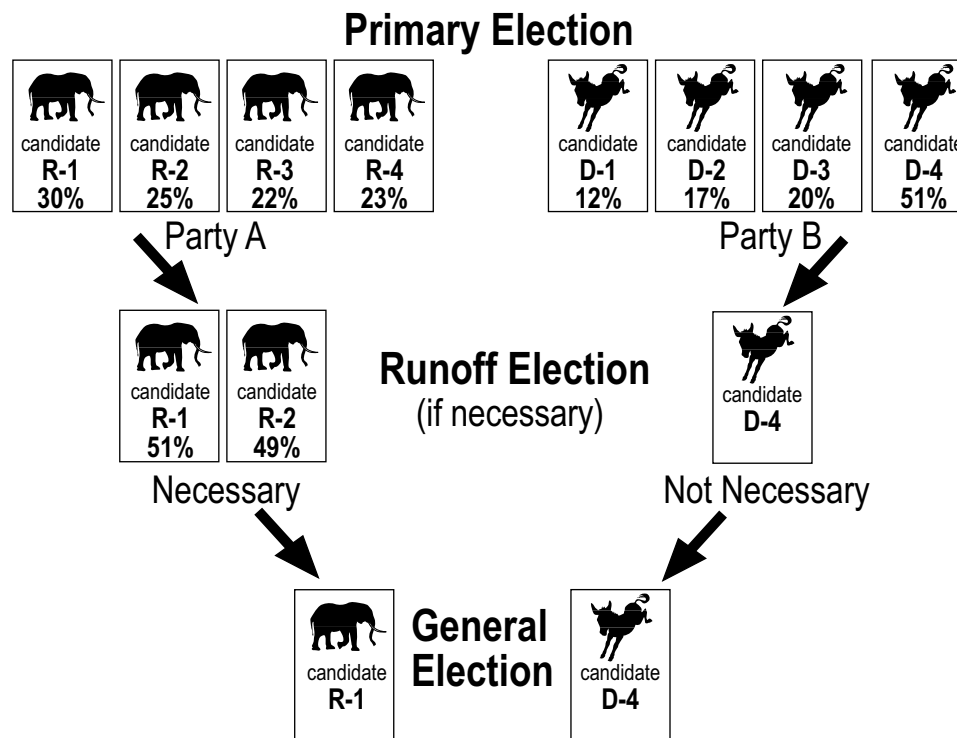 Primary Election
candidate
R-1
30%
candidate
R-2
25%
candidate
R-3
22%
candidate
R-4
23%
Party A
candidate
D-1
12%
candidate
D-2
17%
candidate
D-3
20%
candidate
D-4
51%
Party B
candidate
R-1
51%
candidate
R-2
49%
Necessary
Runoff Election
(if necessary)
candidate
D-4
Not Necessary
candidate
R-1
General
Election
candidate
D-4